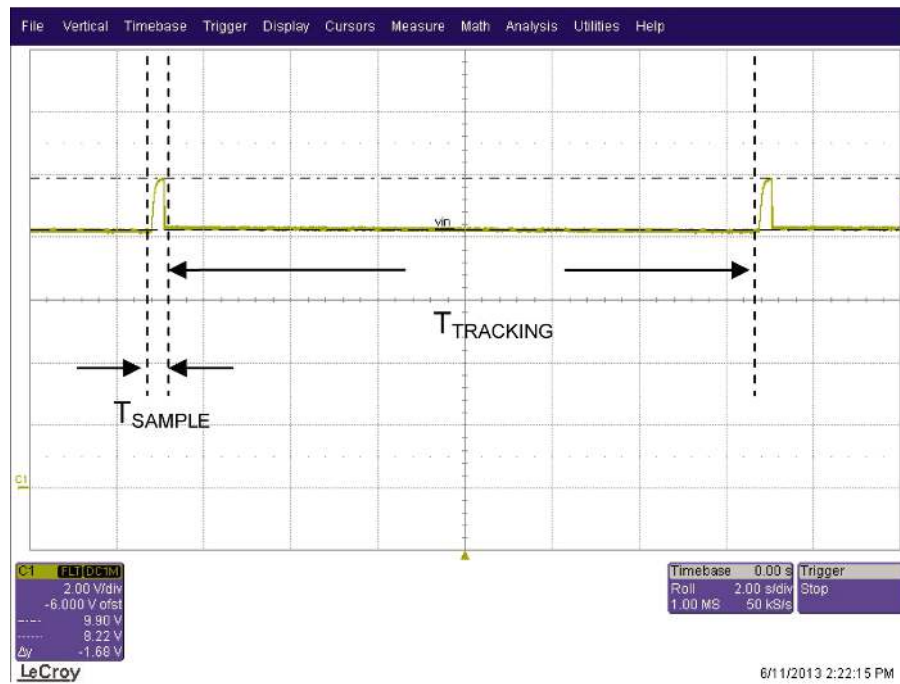 File Vertical Timebase Trigger Display Cursors Measure Math Analysis Utilities Help
vin
T TRACKING
T SAMPLE
C1
C1 FLT DC1M
2.00 V/div
-6.000 V ofst
9.90 V
8.22 V
Δy -1.68 V
Timebase 0.00 s
Roll 2.00 s/div
1.00 MS 50 kS/s
Trigger
Stop
LeCroy
6/11/2013 2:22:15 PM